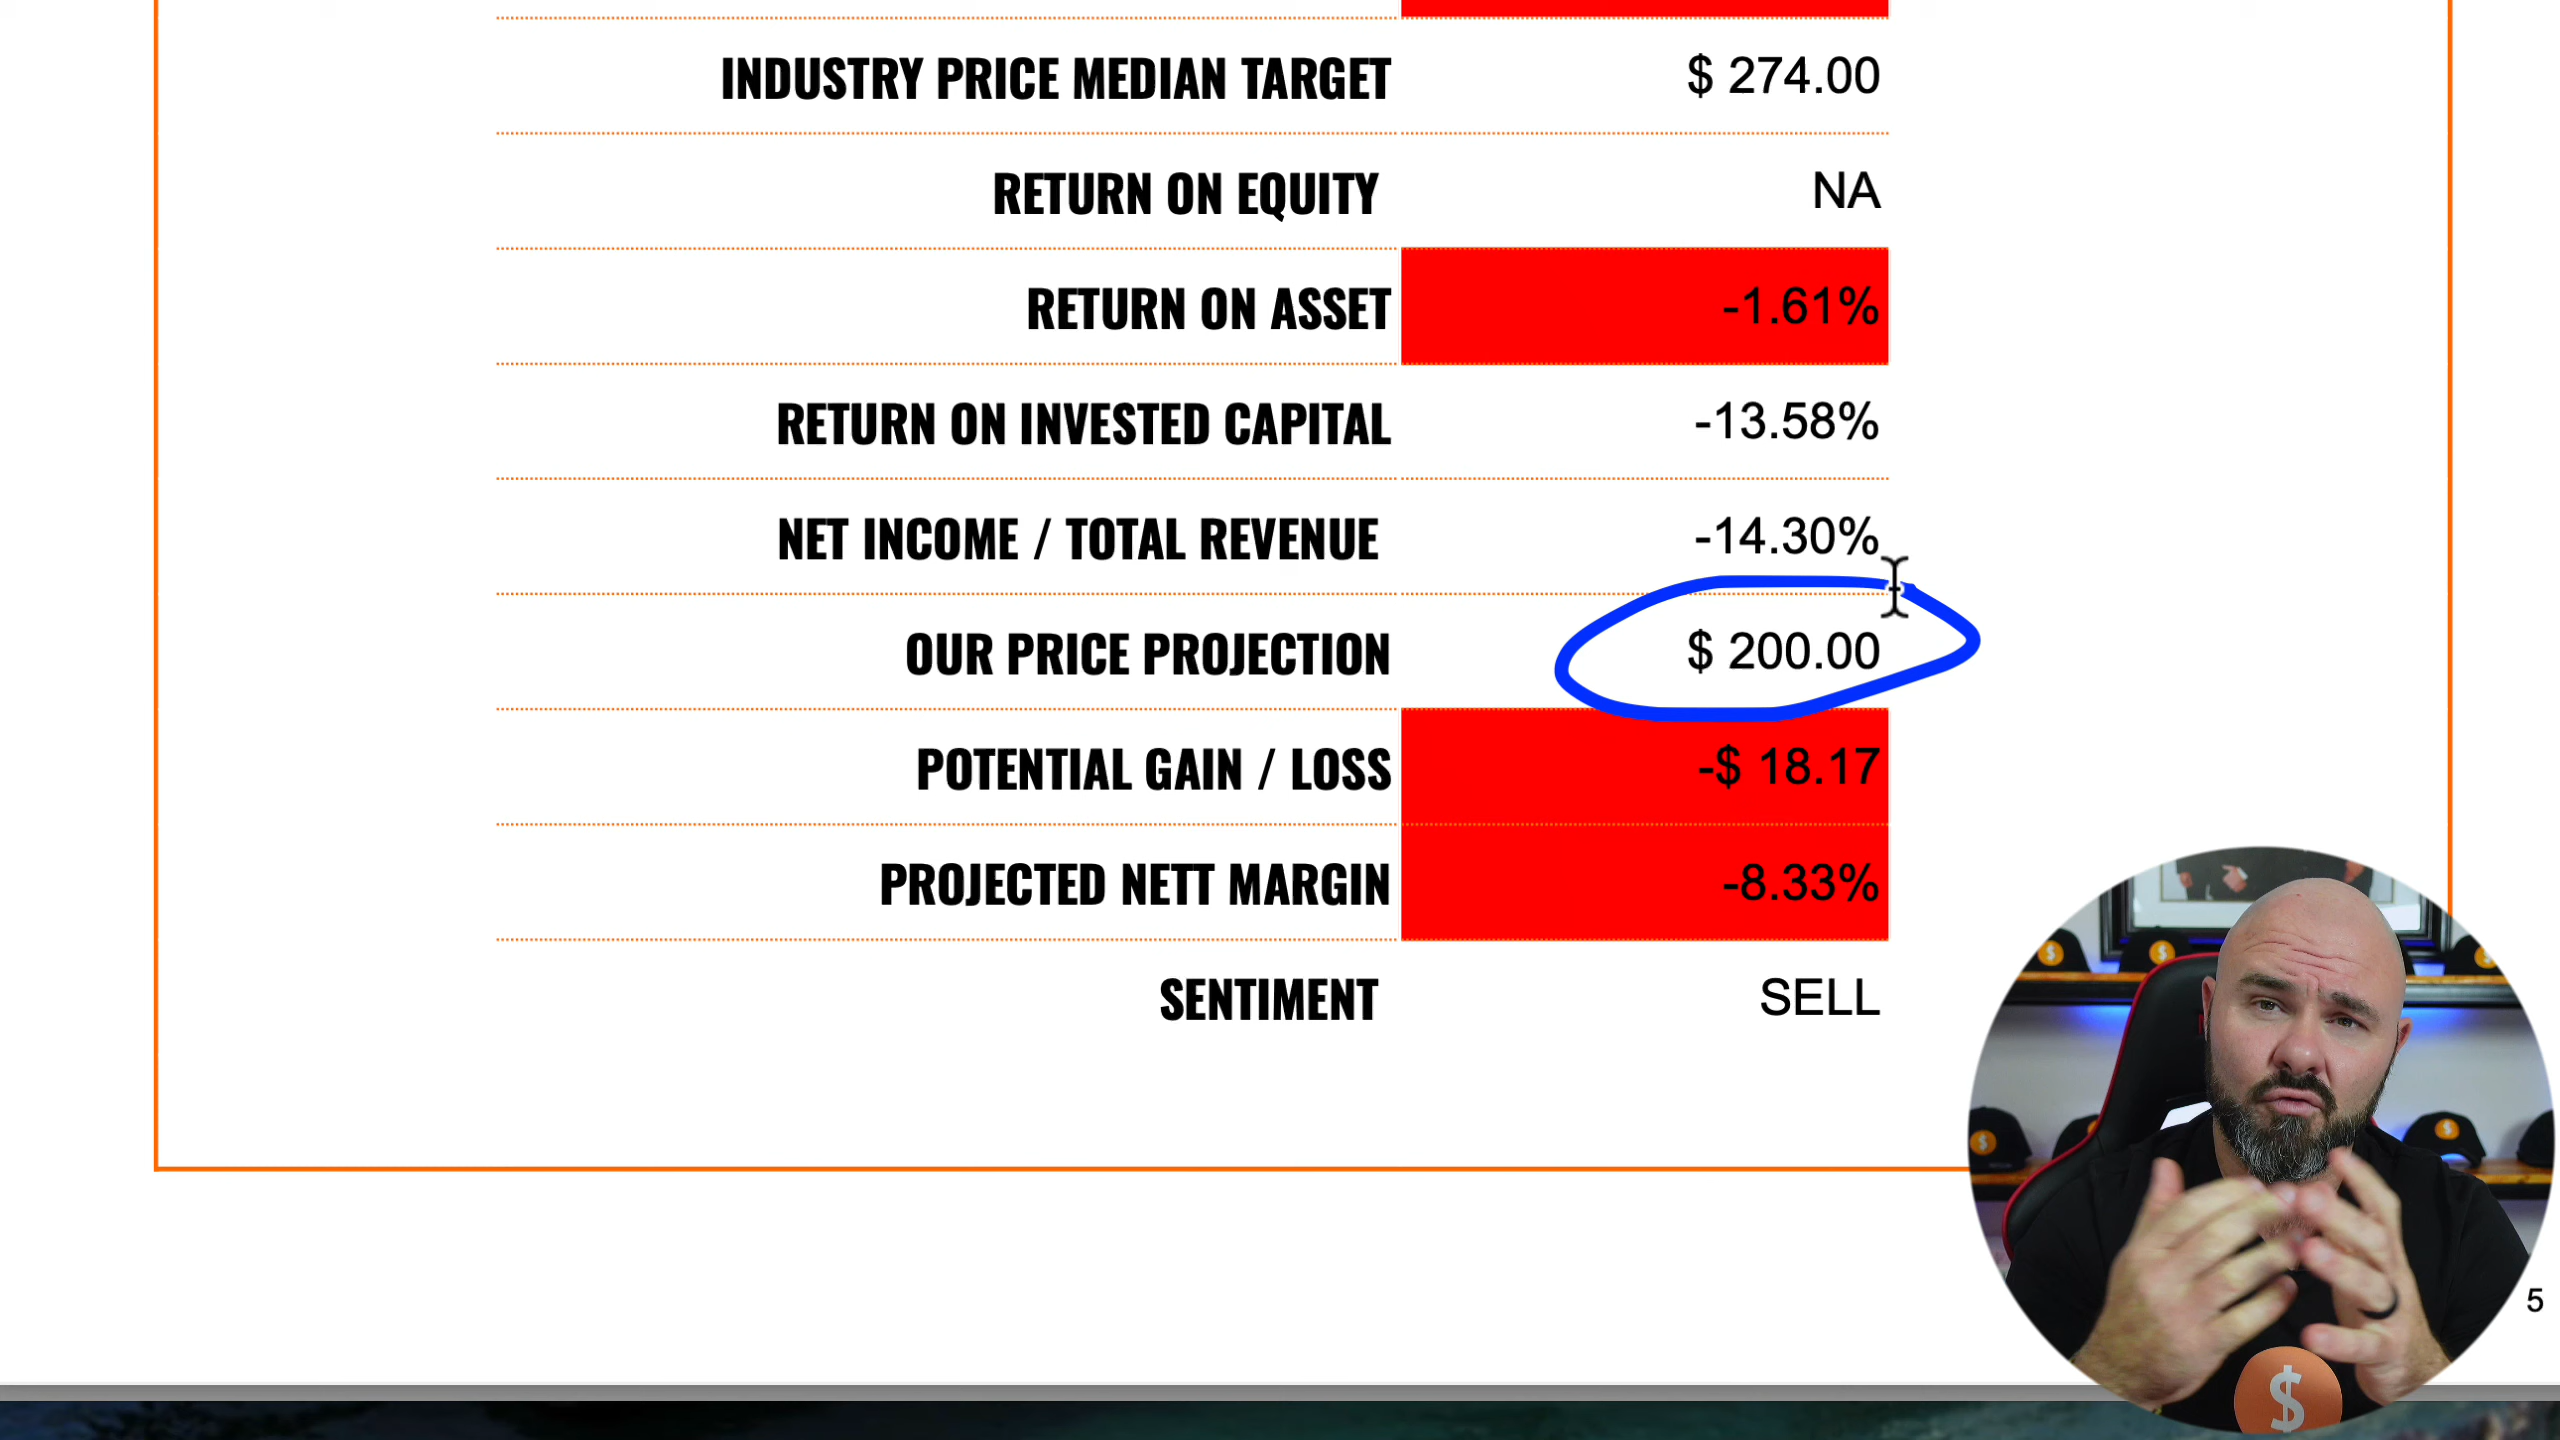 INDUSTRY PRICE MEDIAN TARGET $ 274.00
RETURN ON EQUITY NA
RETURN ON ASSET -1.61%
RETURN ON INVESTED CAPITAL -13.58%
NET INCOME / TOTAL REVENUE -14.30%
OUR PRICE PROJECTION $ 200.00
POTENTIAL GAIN / LOSS -$ 18.17
PROJECTED NETT MARGIN -8.33%
SENTIMENT SELL
5
$